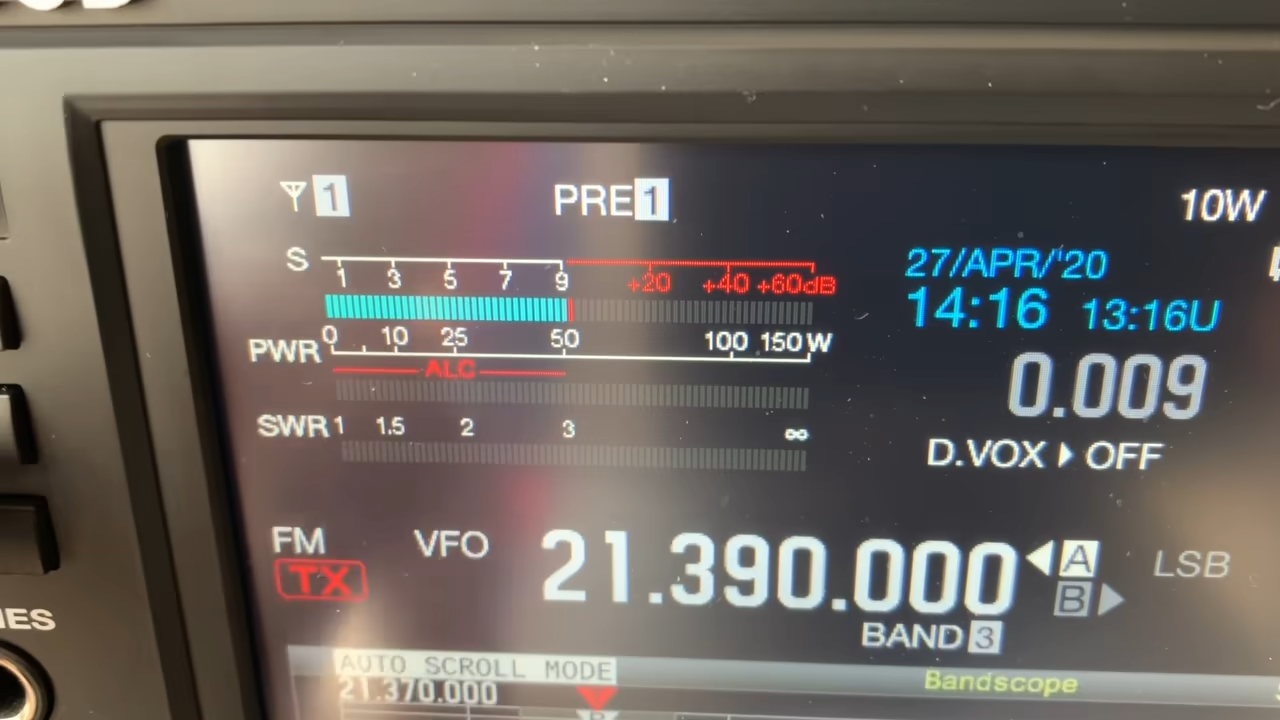 1 PRE1 10W
S 1 3 5 7 9 +20 +40 +60dB
27/APR/'20
14:16 13:16U
PWR 0 10 25 50 100 150 W
ALC
0.009
SWR 1 1.5 2 3 ∞
D.VOX OFF
FM VFO 21.390.000 A LSB
TX B
BAND 3
AUTO SCROLL MODE
21.370.000 Bandscope